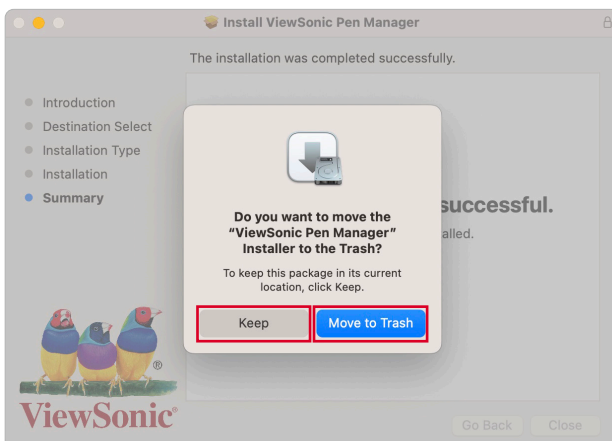 Install ViewSonic Pen Manager
The installation was completed successfully.
Introduction
Destination Select
Installation Type
Installation
Summary
successful.
alled.
Do you want to move the
“ViewSonic Pen Manager”
Installer to the Trash?
To keep this package in its current
location, click Keep.
Keep
Move to Trash
®
ViewSonic®
Go Back
Close